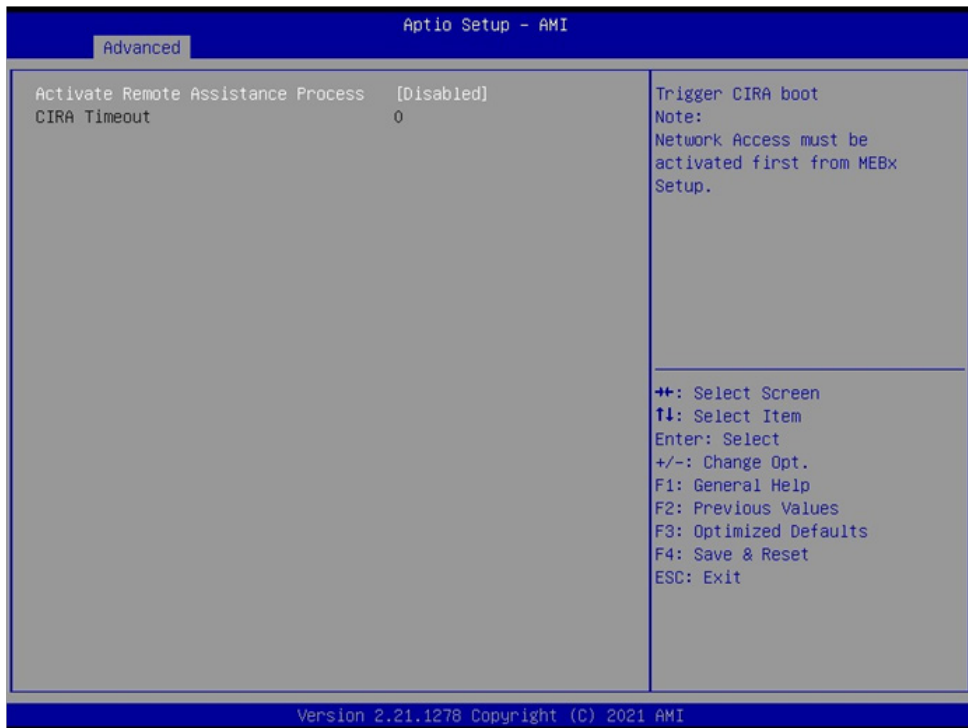 Aptio Setup - AMI
Advanced
Activate Remote Assistance Process [Disabled]
CIRA Timeout 0
Trigger CIRA boot
Note:
Network Access must be
activated first from MEBx
Setup.
→←: Select Screen
↑↓: Select Item
Enter: Select
+/-: Change Opt.
F1: General Help
F2: Previous Values
F3: Optimized Defaults
F4: Save & Reset
ESC: Exit
Version 2.21.1278 Copyright (C) 2021 AMI